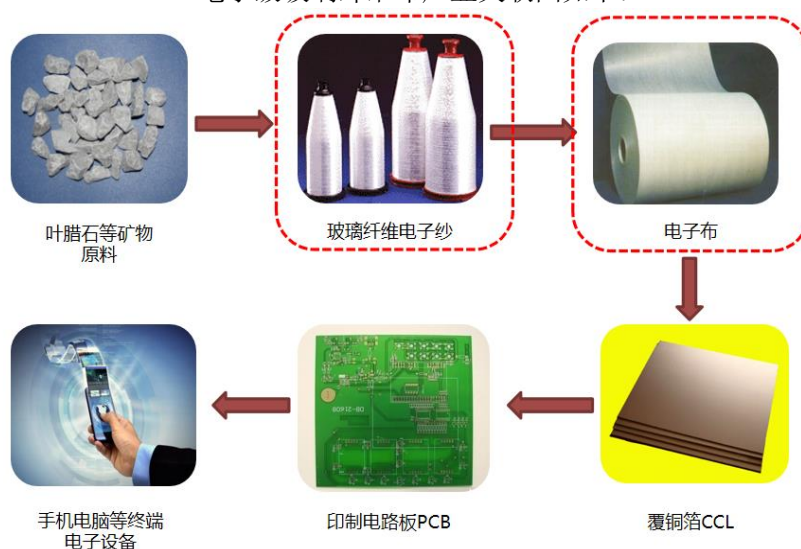 叶腊石等矿物
原料
玻璃纤维电子纱
电子布
手机电脑等终端
电子设备
印制电路板PCB
覆铜箔CCL